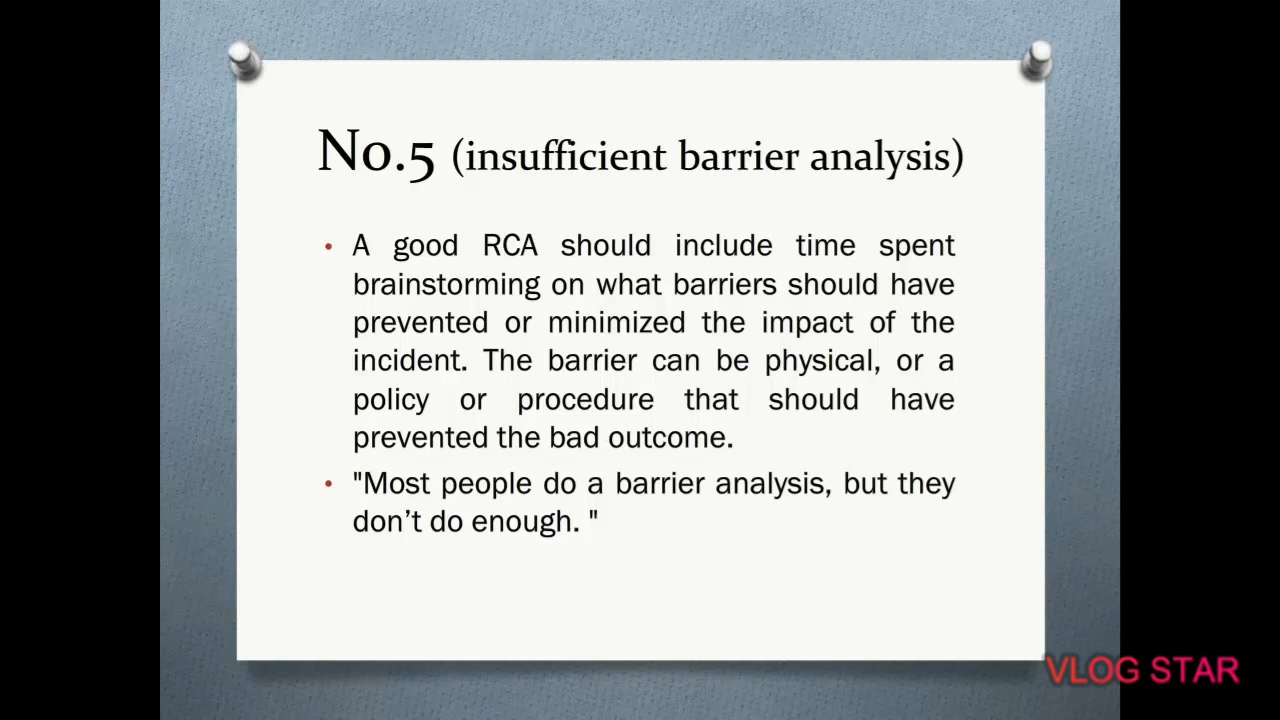 No.5 (insufficient barrier analysis)
• A good RCA should include time spent
brainstorming on what barriers should have
prevented or minimized the impact of the
incident. The barrier can be physical, or a
policy or procedure that should have
prevented the bad outcome.
• "Most people do a barrier analysis, but they
don’t do enough. "
VLOG STAR